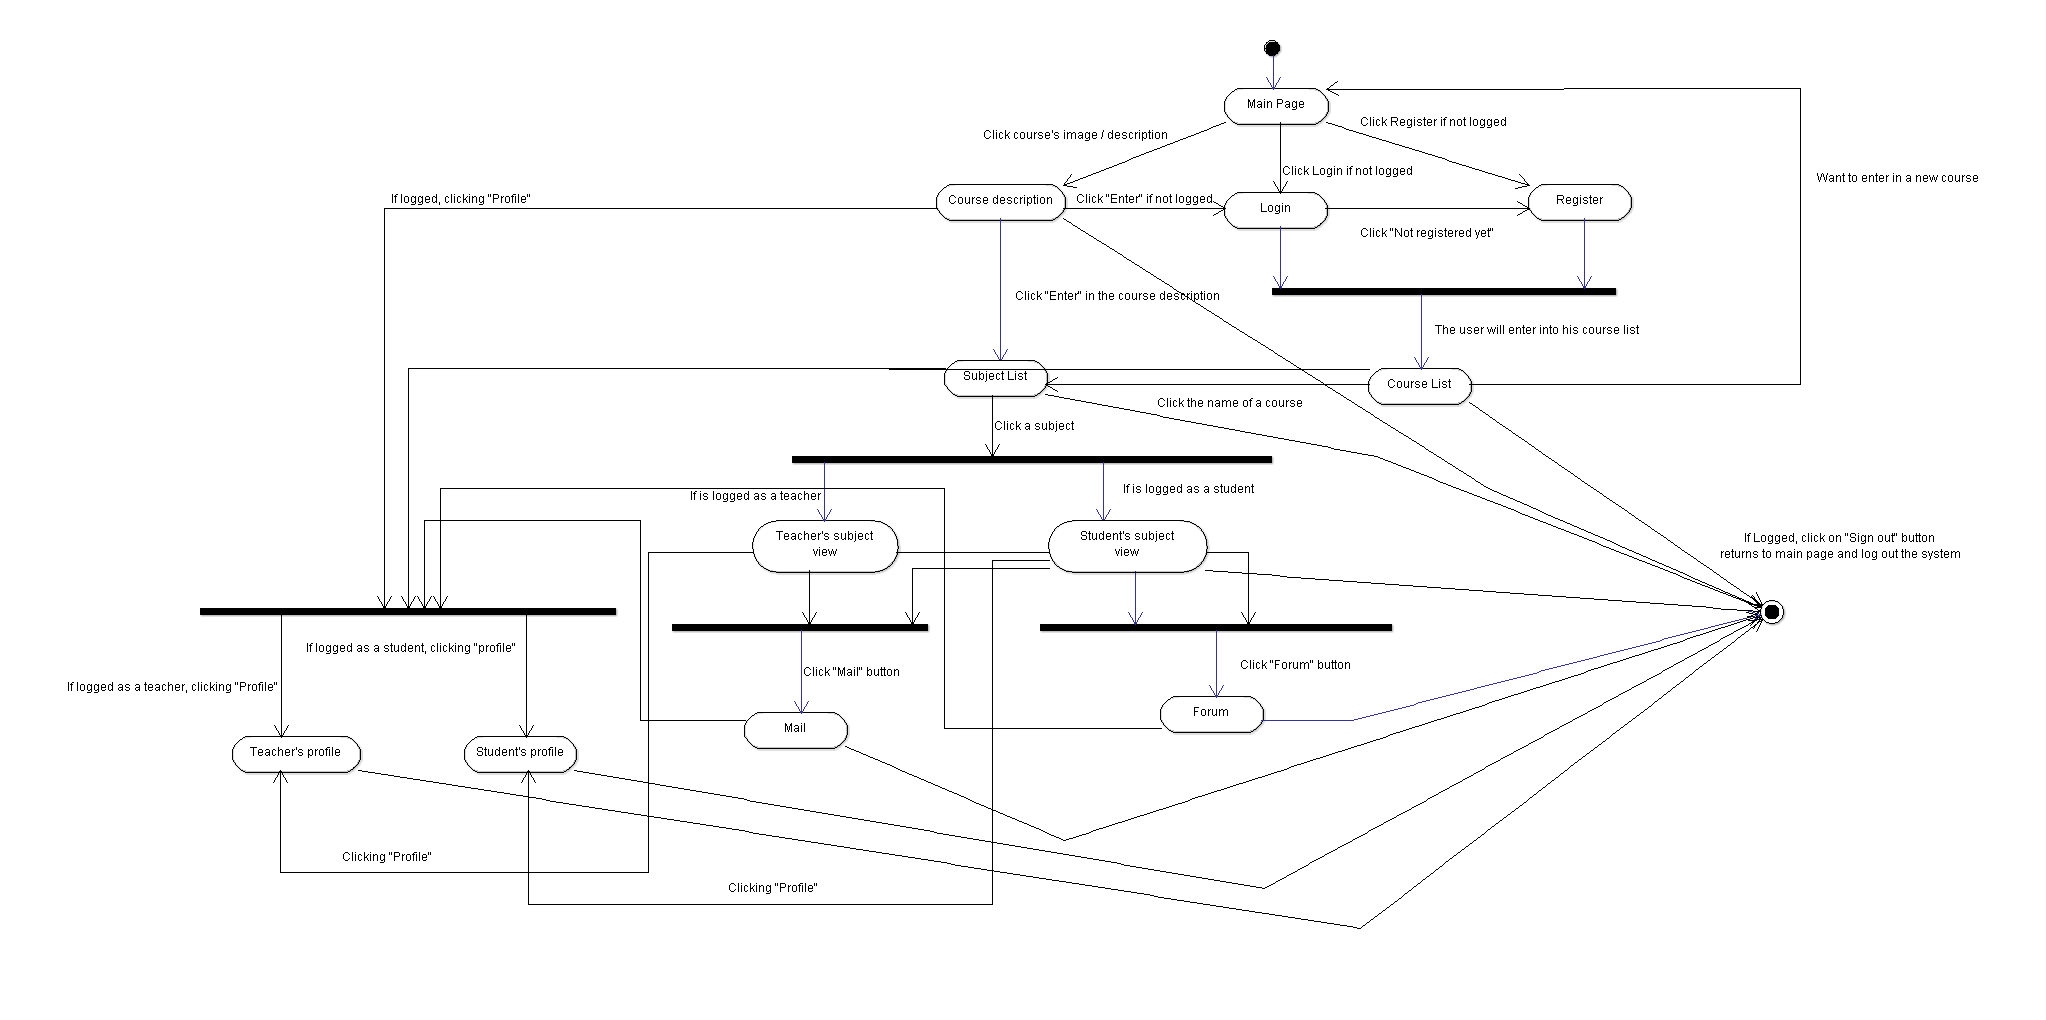 Main Page
Click Register if not logged
Click course's image / description
Click Login if not logged
Want to enter in a new course
If logged, clicking "Profile"
Course description
Click "Enter" if not logged
Login
Register
Click "Not registered yet"
Click "Enter" in the course description
The user will enter into his course list
Subject List
Course List
Click the name of a course
Click a subject
If is logged as a teacher
If is logged as a student
Teacher's subject
view
Student's subject
view
If Logged, click on "Sign out" button
returns to main page and log out the system
If logged as a student, clicking "profile"
Click "Mail" button
Click "Forum" button
If logged as a teacher, clicking "Profile"
Forum
Mail
Teacher's profile
Student's profile
Clicking "Profile"
Clicking "Profile"